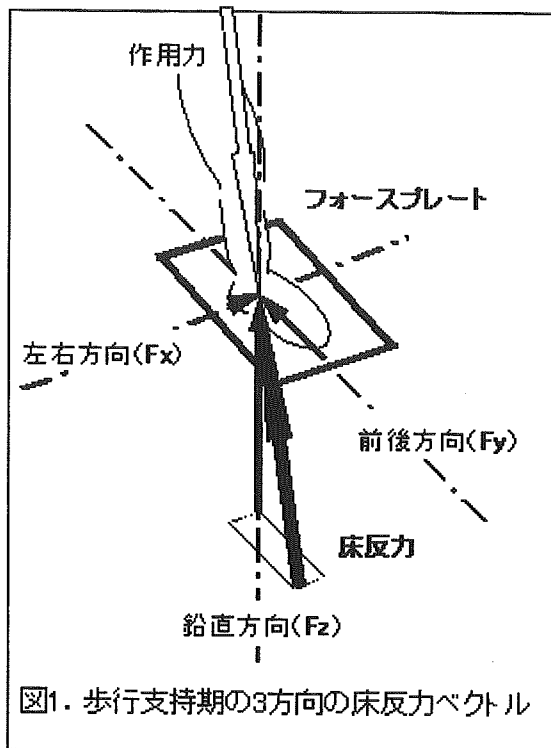 作用力
フォースプレート
左右方向(Fx)
前後方向(Fy)
床反力
鉛直方向(Fz)
図1. 歩行支持期の3方向の床反力ベクトル